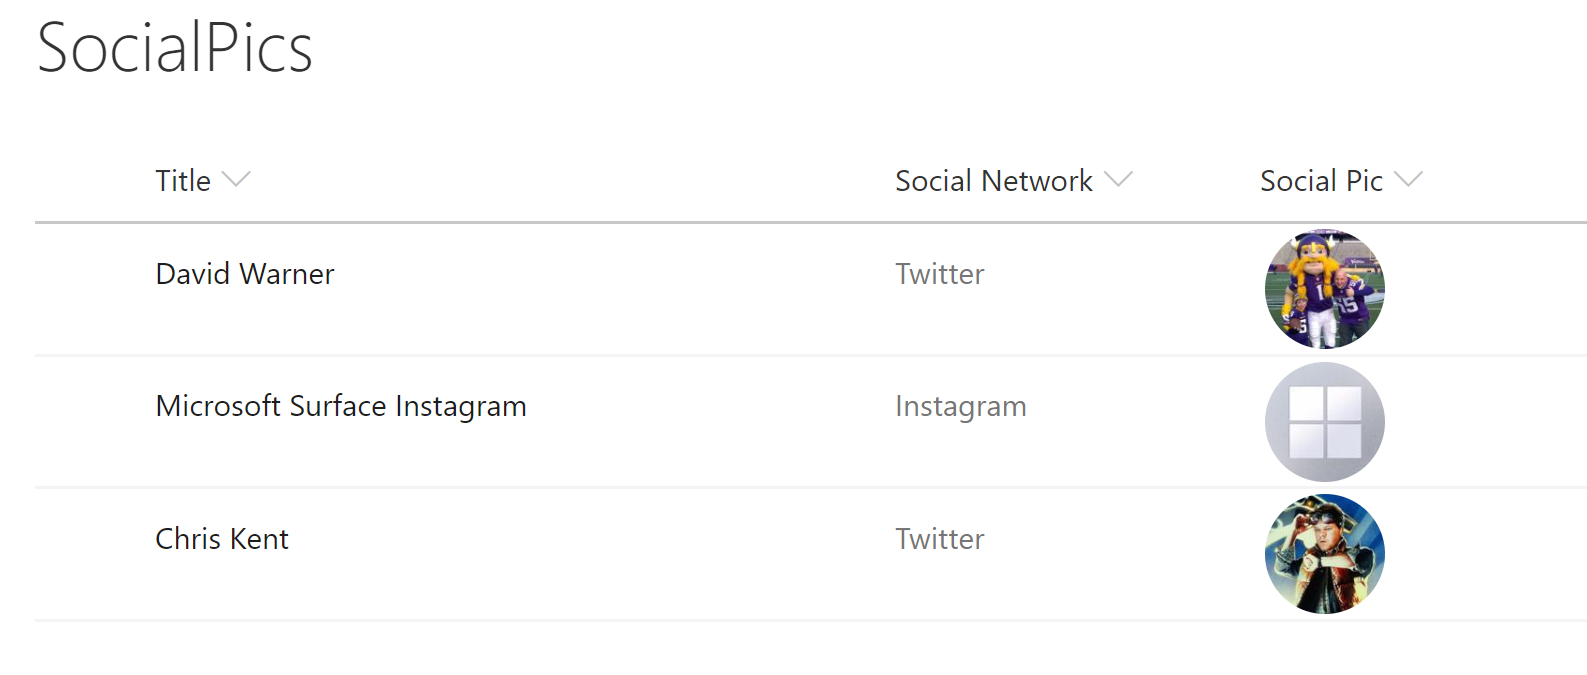 SocialPics
Title Social Network Social Pic
David Warner Twitter
Microsoft Surface Instagram Instagram
Chris Kent Twitter